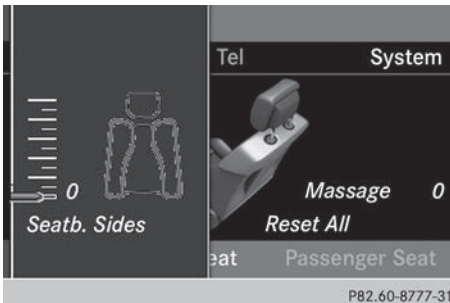 Tel System
0
Massage 0
Seatb. Sides Reset All
eat Passenger Seat
P82.60-8777-31